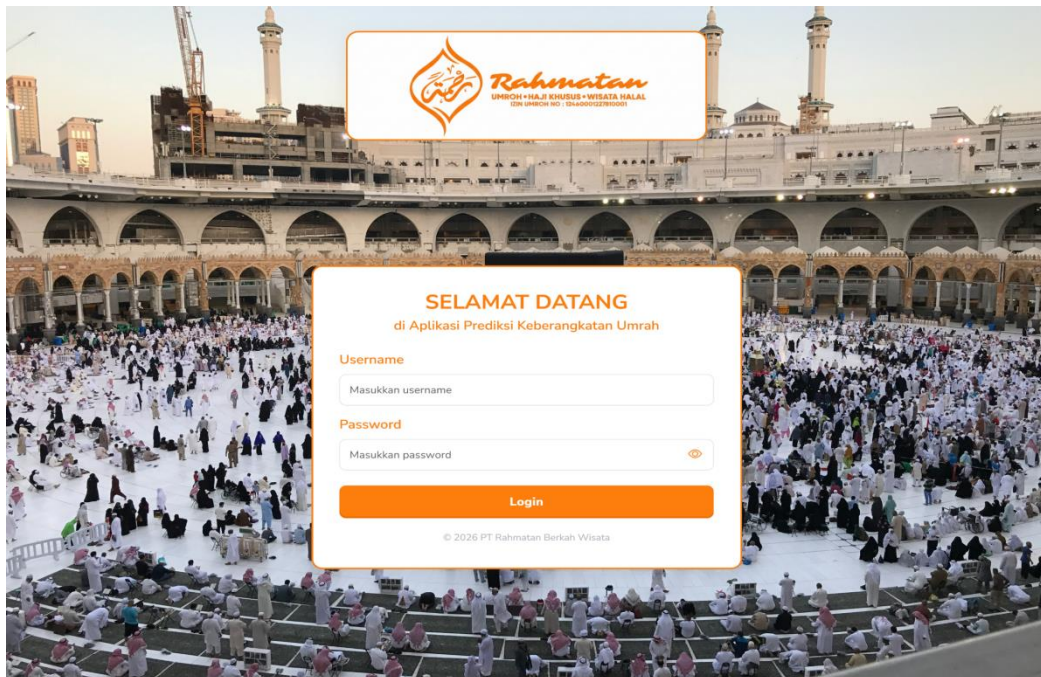 رحمتن
Rahmatan
UMROH • HAJI KHUSUS • WISATA HALAL
SELAMAT DATANG
di Aplikasi Prediksi Keberangkatan Umrah
Username
Masukkan username
Password
Masukkan password
Login
© 2026 PT Rahmatan Berkah Wisata